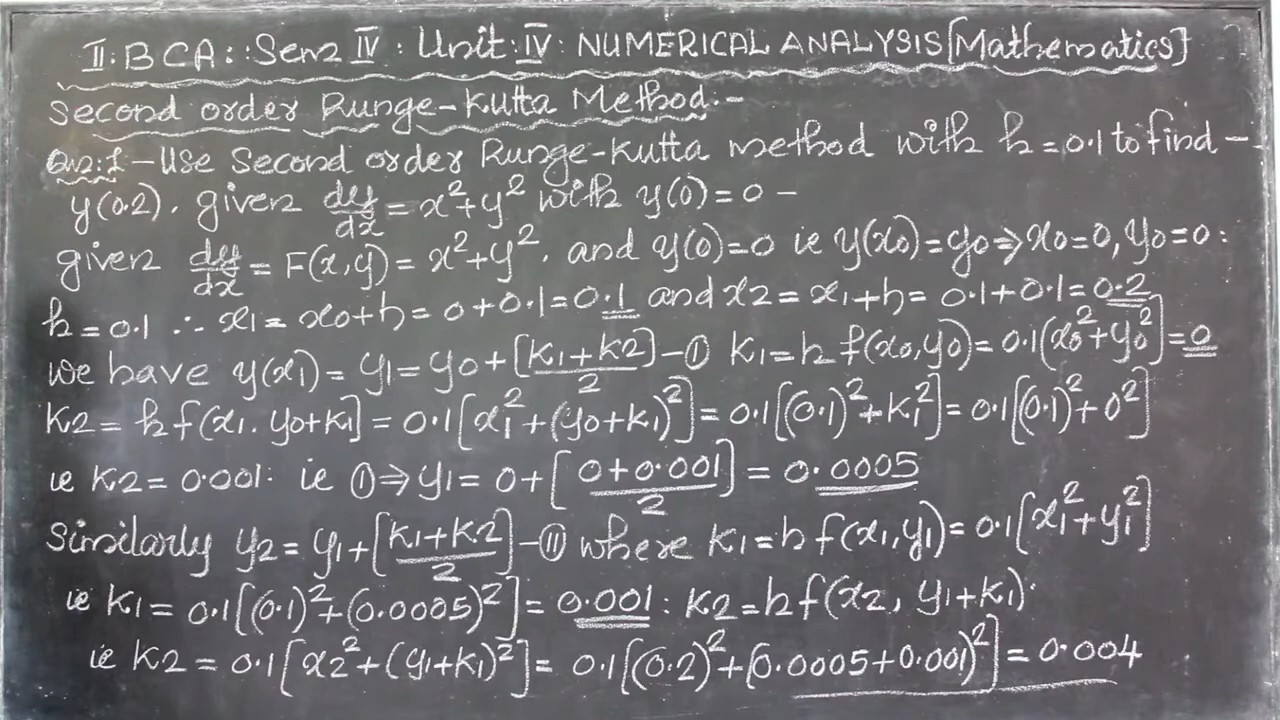 II:BCA::Sem IV: Unit:IV: NUMERICAL ANALYSIS[Mathematics]
Second order Runge-Kutta Method:-
Qn:1-Use Second order Runge-Kutta method with h=0.1 to find-
y(0.2). given dy/dx = x²+y² with y(0)=0-
given dy/dx = F(x,y) = x²+y². and y(0)=0 ie y(x0)=y0⇒x0=0, y0=0:
h=0.1 ∴ x1= x0+h=0+0.1=0.1 and x2=x1+h=0.1+0.1=0.2
we have y(x1)=y1=y0+[K1+K2]/2-① K1=h f(x0,y0)=0.1(x0²+y0²]=0
K2=h f(x1.y0+K1]=0.1[x1²+(y0+K1)²]=0.1[(0.1)²+K1²]=0.1[(0.1)²+0²]
ie K2=0.001: ie ①⇒y1=0+[0+0.001]/2=0.0005
Similarly y2=y1+[K1+K2]/2-② where K1=h f(x1,y1)=0.1[x1²+y1²]
ie K1=0.1[(0.1)²+(0.0005)²]=0.001: K2=h f(x2, y1+K1).
ie K2=0.1[x2²+(y1+K1)²]=0.1[(0.2)²+(0.0005+0.001)²]=0.004